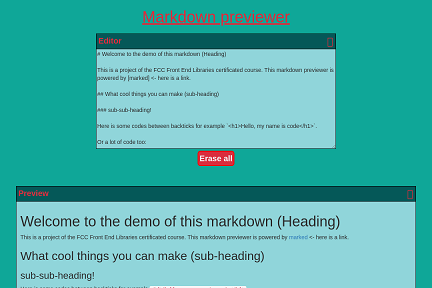 Markdown previewer
Editor
# Welcome to the demo of this markdown (Heading)
This is a project of the FCC Front End Libraries certificated course. This markdown previewer is
powered by [marked] <- here is a link.
## What cool things you can make (sub-heading)
### sub-sub-heading!
Here is some codes between backticks for example `<h1>Hello, my name is code</h1>`.
Or a lot of code too:
Erase all
Preview
Welcome to the demo of this markdown (Heading)
This is a project of the FCC Front End Libraries certificated course. This markdown previewer is powered by marked <- here is a link.
What cool things you can make (sub-heading)
sub-sub-heading!